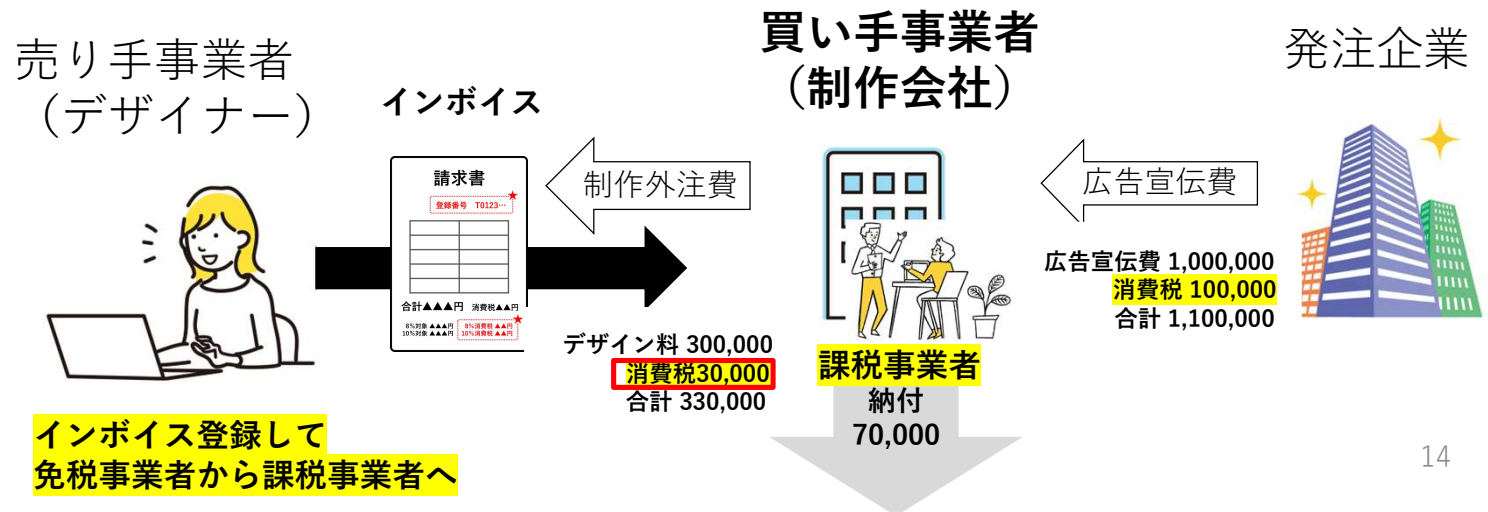 売り手事業者
（デザイナー）
インボイス
請求書
登録番号 T0123…
合計▲▲▲円 消費税▲▲円
8%対象 ▲▲▲円 8%消費税 ▲▲円
10%対象 ▲▲▲円 10%消費税 ▲▲円
制作外注費
デザイン料 300,000
消費税30,000
合計 330,000
買い手事業者
（制作会社）
課税事業者
納付
70,000
発注企業
広告宣伝費
広告宣伝費 1,000,000
消費税 100,000
合計 1,100,000
インボイス登録して
免税事業者から課税事業者へ
14